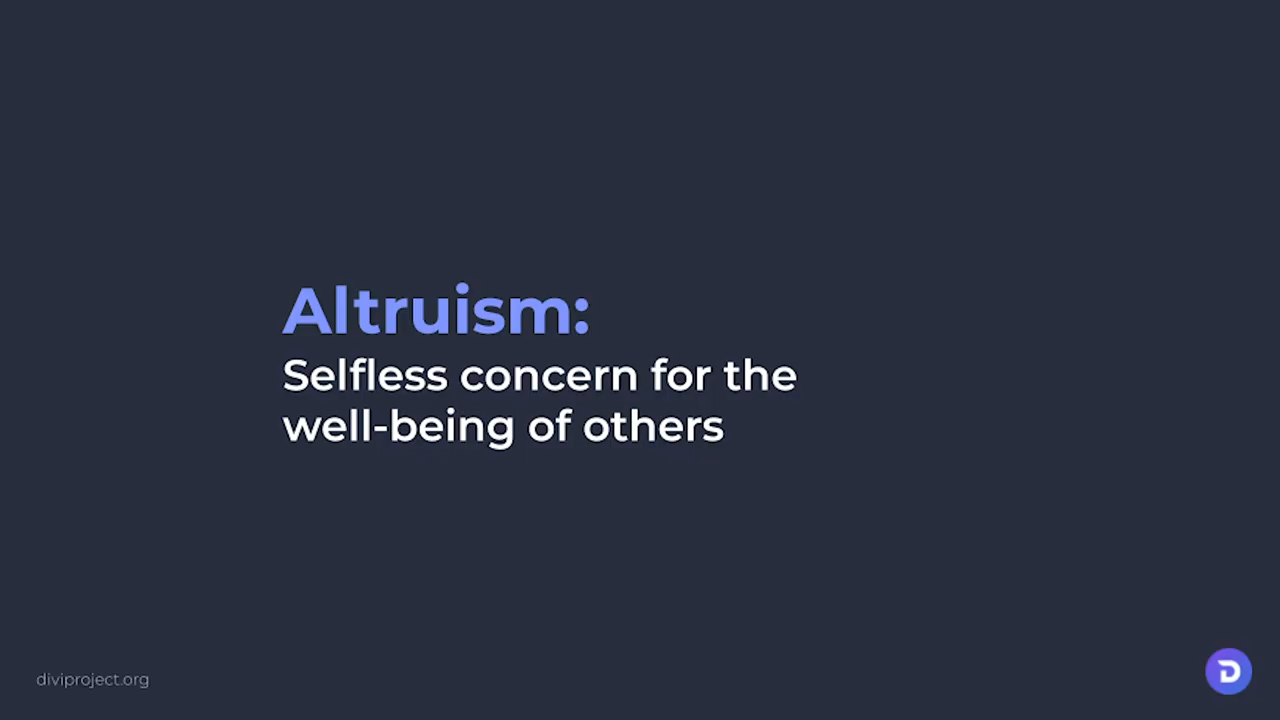 Altruism:
Selfless concern for the
well-being of others
diviproject.org
D